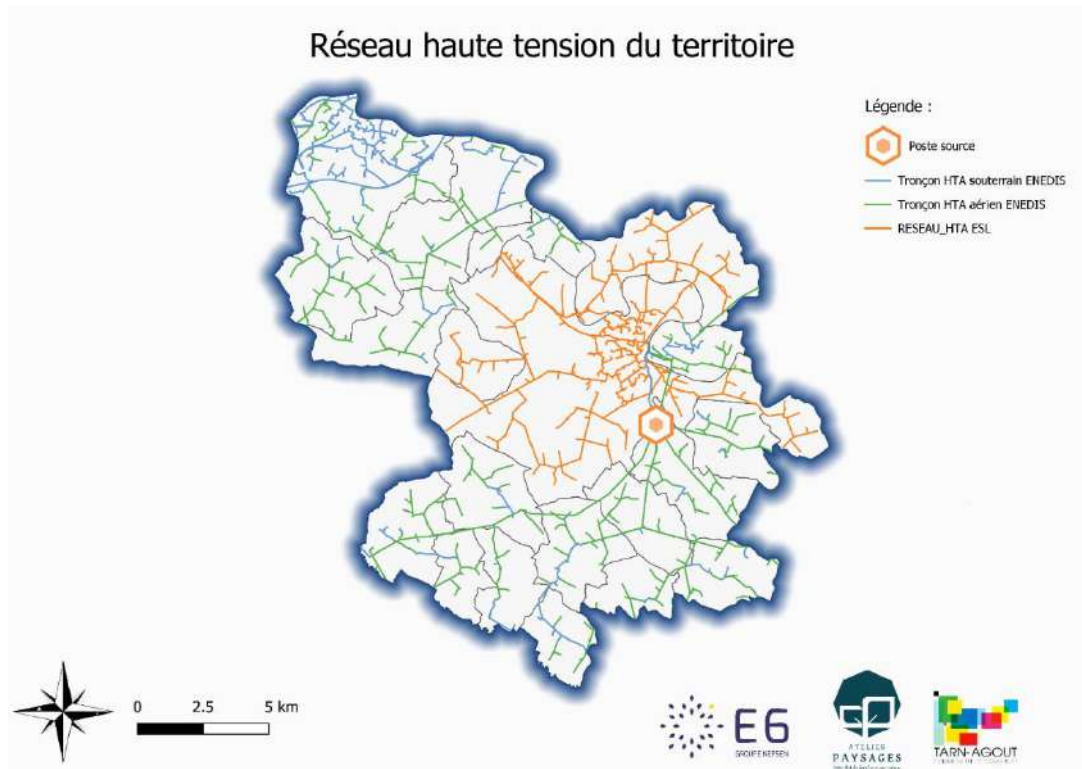 Réseau haute tension du territoire
Légende :
Poste source
Tronçon HTA souterrain ENEDIS
Tronçon HTA aérien ENEDIS
RESEAU_HTA ESL
0 2.5 5 km
E6
GROUPE NEPSEN
ATELIER
PAYSAGES
TARN-AGOUT